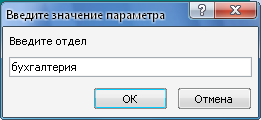 Введите значение параметра
Введите отдел
бухгалтерия
ОК
Отмена